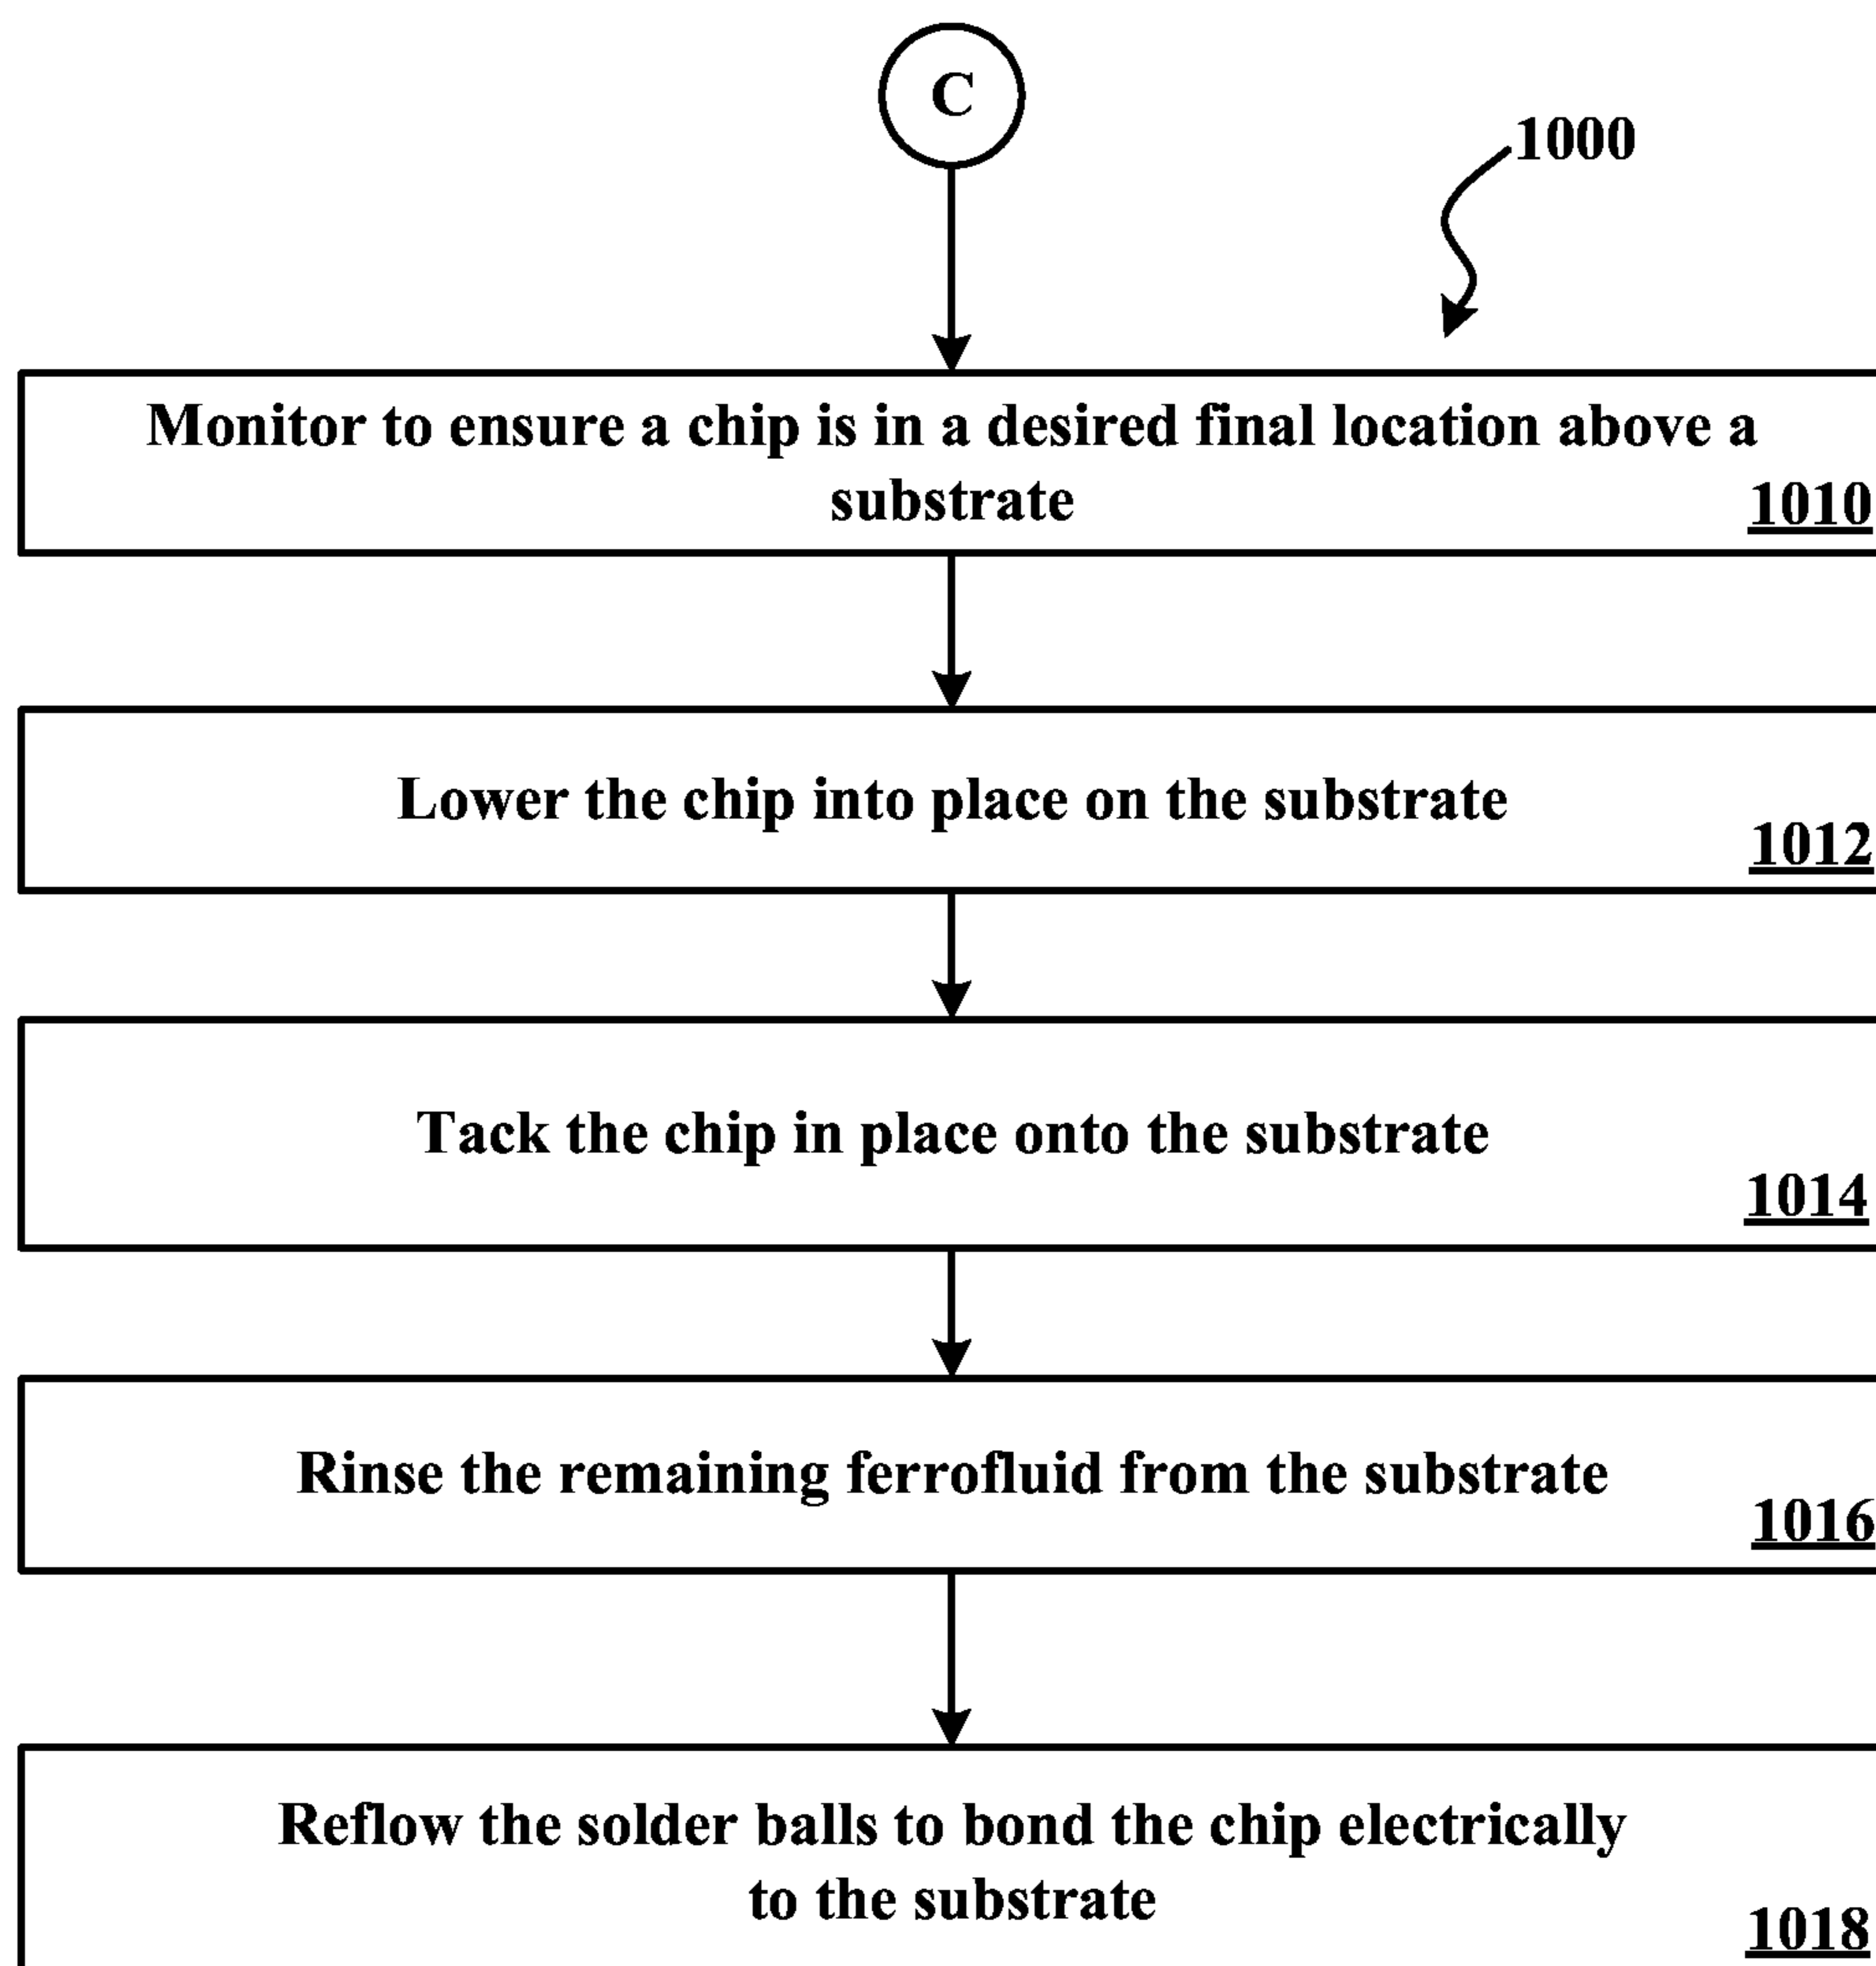 C
1000
Monitor to ensure a chip is in a desired final location above a
substrate
1010
Lower the chip into place on the substrate
1012
Tack the chip in place onto the substrate
1014
Rinse the remaining ferrofluid from the substrate
1016
Reflow the solder balls to bond the chip electrically
to the substrate
1018